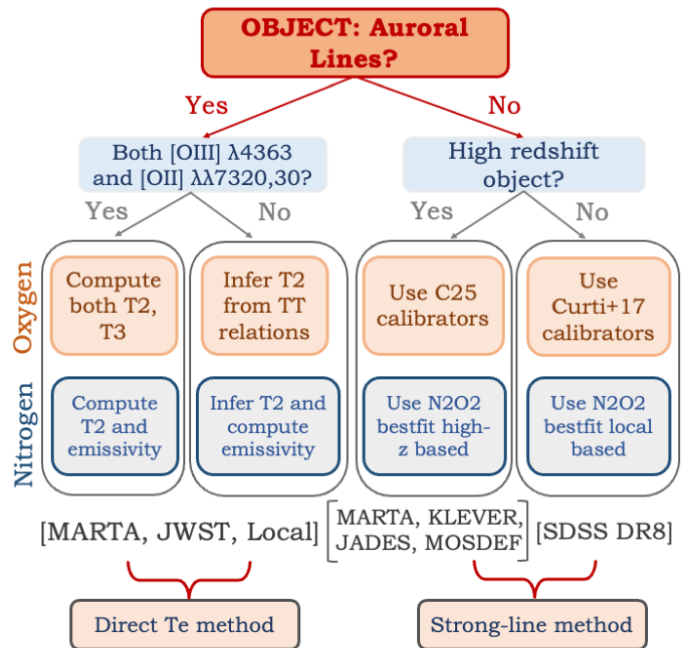 OBJECT: Auroral
Lines?
Yes
No
Both [OIII] λ4363
and [OII] λλ7320,30?
High redshift
object?
Yes
No
Yes
No
Oxygen
Compute
both T2,
T3
Infer T2
from TT
relations
Use C25
calibrators
Use
Curti+17
calibrators
Nitrogen
Compute
T2 and
emissivity
Infer T2 and
compute
emissivity
Use N2O2
bestfit high-
z based
Use N2O2
bestfit local
based
[MARTA, JWST, Local]
[MARTA, KLEVER,
JADES, MOSDEF]
[SDSS DR8]
Direct Te method
Strong-line method